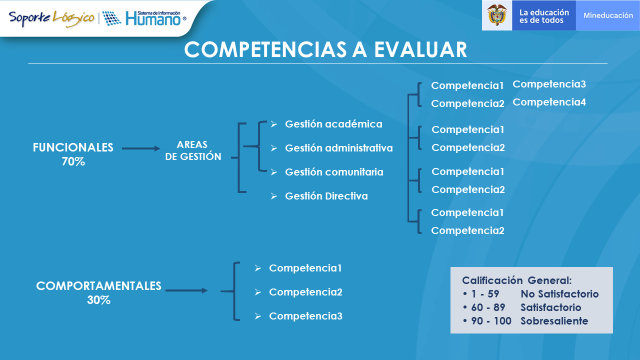 Soporte Lógico
Sistema de Información
Humano®
La educación
es de todos
Mineducación
COMPETENCIAS A EVALUAR
FUNCIONALES
70%
AREAS
DE GESTIÓN
➢ Gestión académica
➢ Gestión administrativa
➢ Gestión comunitaria
➢ Gestión Directiva
Competencia1 Competencia3
Competencia2 Competencia4
Competencia1
Competencia2
Competencia1
Competencia2
Competencia1
Competencia2
COMPORTAMENTALES
30%
➢ Competencia1
➢ Competencia2
➢ Competencia3
Calificación General:
• 1 - 59 No Satisfactorio
• 60 - 89 Satisfactorio
• 90 - 100 Sobresaliente